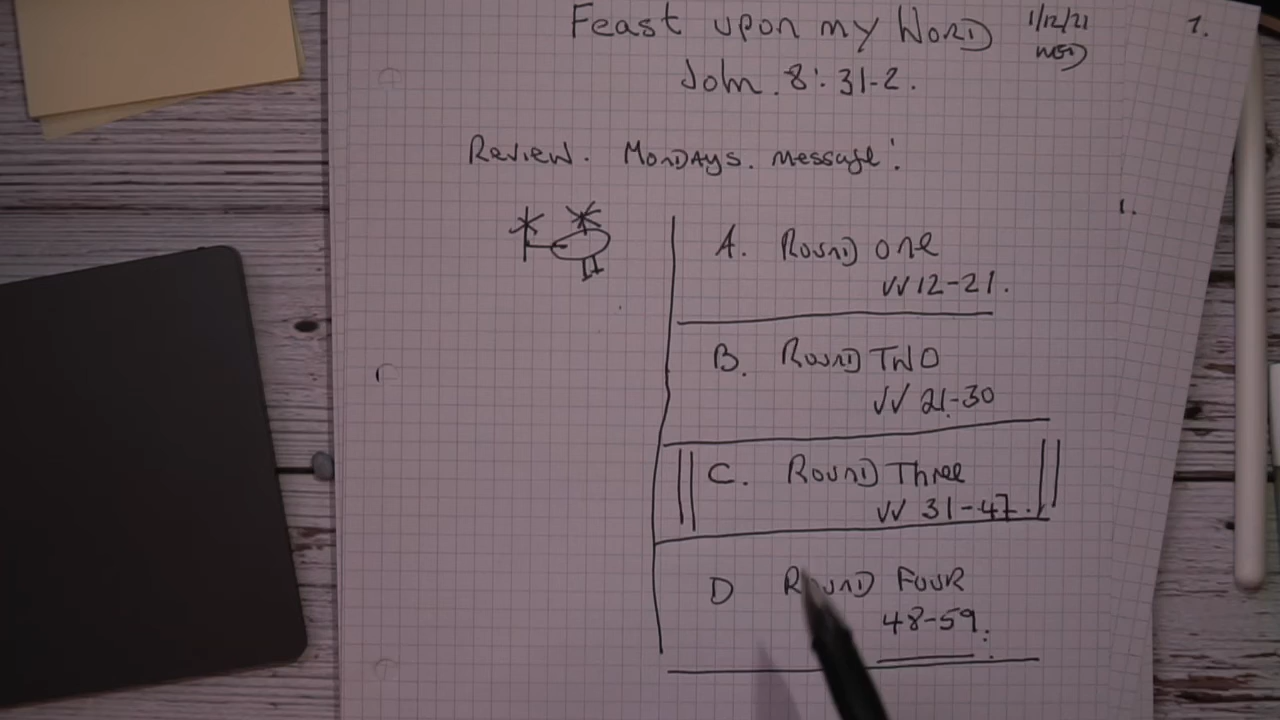 Feast upon my WORD 1/12/21 1.
WED
John. 8: 31-2.
Review. Mondays. message:
1.
A. Round one
vv 12-21.
B. Round TWO
vv 21-30
C. Round Three
vv 31-47.
D Round FOUR
48-59.